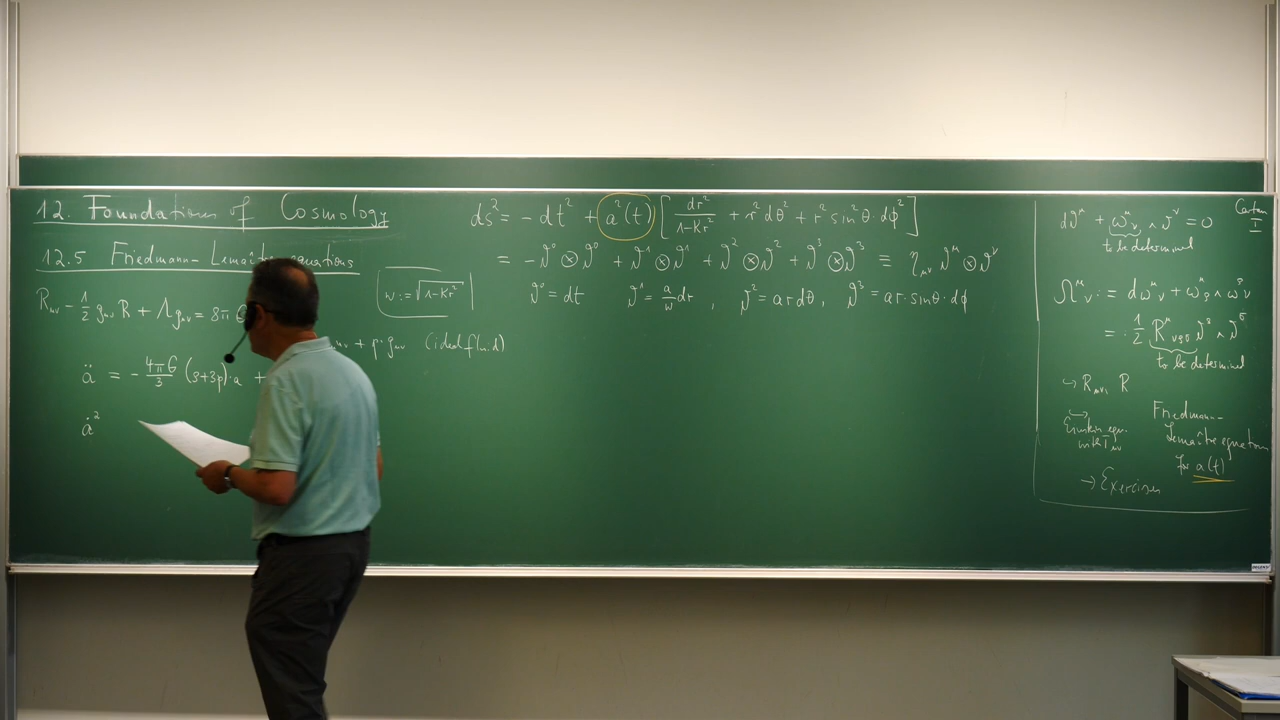 12. Foundations of Cosmology
12.5 Friedmann-Lemaître equations
R_μν - 1/2 g_μν R + Λ g_μν = 8π G
w := √(1-Kr²)
+ p·g_μν (ideal fluid)
ä = - 4πG/3 (ρ+3p)·a +
ȧ²
ds² = - dt² + a²(t) [ dr²/(1-Kr²) + r² dθ² + r² sin²θ·dϕ² ]
= - ϑ⁰ ⊗ ϑ⁰ + ϑ¹ ⊗ ϑ¹ + ϑ² ⊗ ϑ² + ϑ³ ⊗ ϑ³ ≡ η_μν ϑ^μ ⊗ ϑ^ν
ϑ⁰ = dt ϑ¹ = a/w dr , ϑ² = a r dθ , ϑ³ = a r·sinθ·dϕ
Cartan I
dϑ^μ + ω^μ_ν ∧ ϑ^ν = 0
to be determined
Ω^μ_ν := dω^μ_ν + ω^μ_ρ ∧ ω^ρ_ν
= 1/2 R^μ_νρσ ϑ^ρ ∧ ϑ^σ
to be determined
↪ R_μν, R
Einstein eqn. with T_μν
Friedmann-
Lemaître equation
for a(t)
→ Exercises